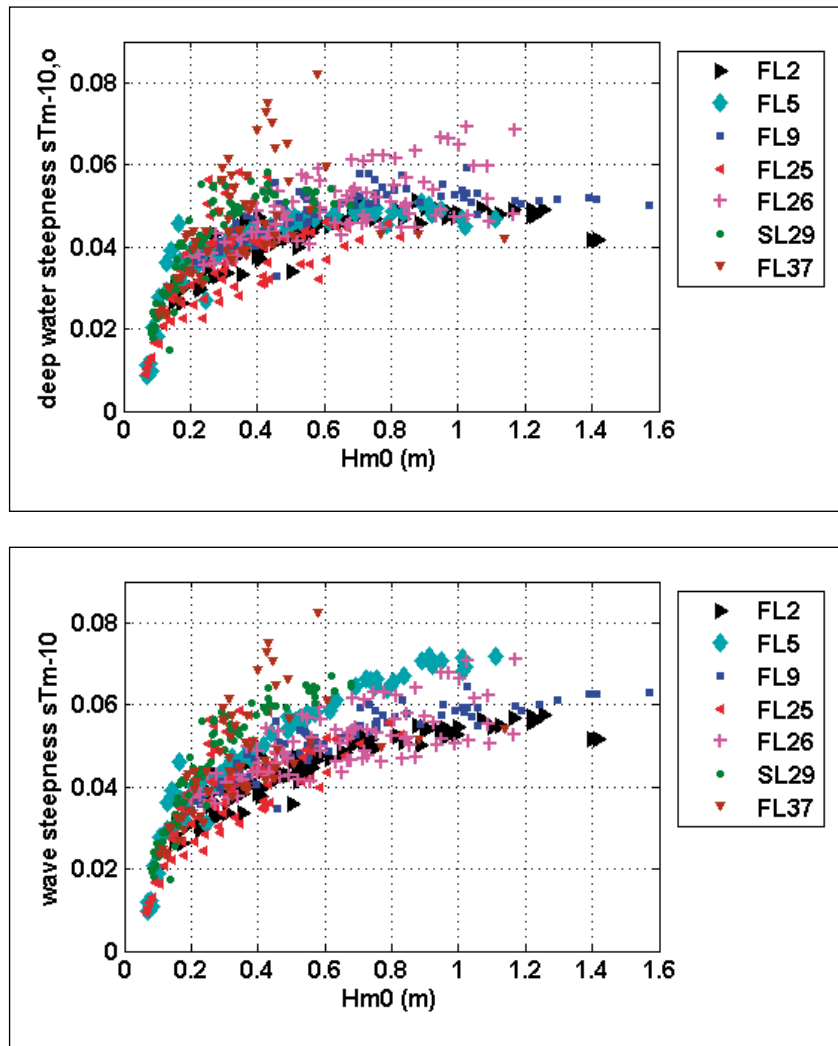 deep water steepness sTm-10,o
0.08
0.06
0.04
0.02
0
0 0.2 0.4 0.6 0.8 1 1.2 1.4 1.6
Hm0 (m)
FL2
FL5
FL9
FL25
FL26
SL29
FL37
wave steepness sTm-10
0.08
0.06
0.04
0.02
0
0 0.2 0.4 0.6 0.8 1 1.2 1.4 1.6
Hm0 (m)
FL2
FL5
FL9
FL25
FL26
SL29
FL37